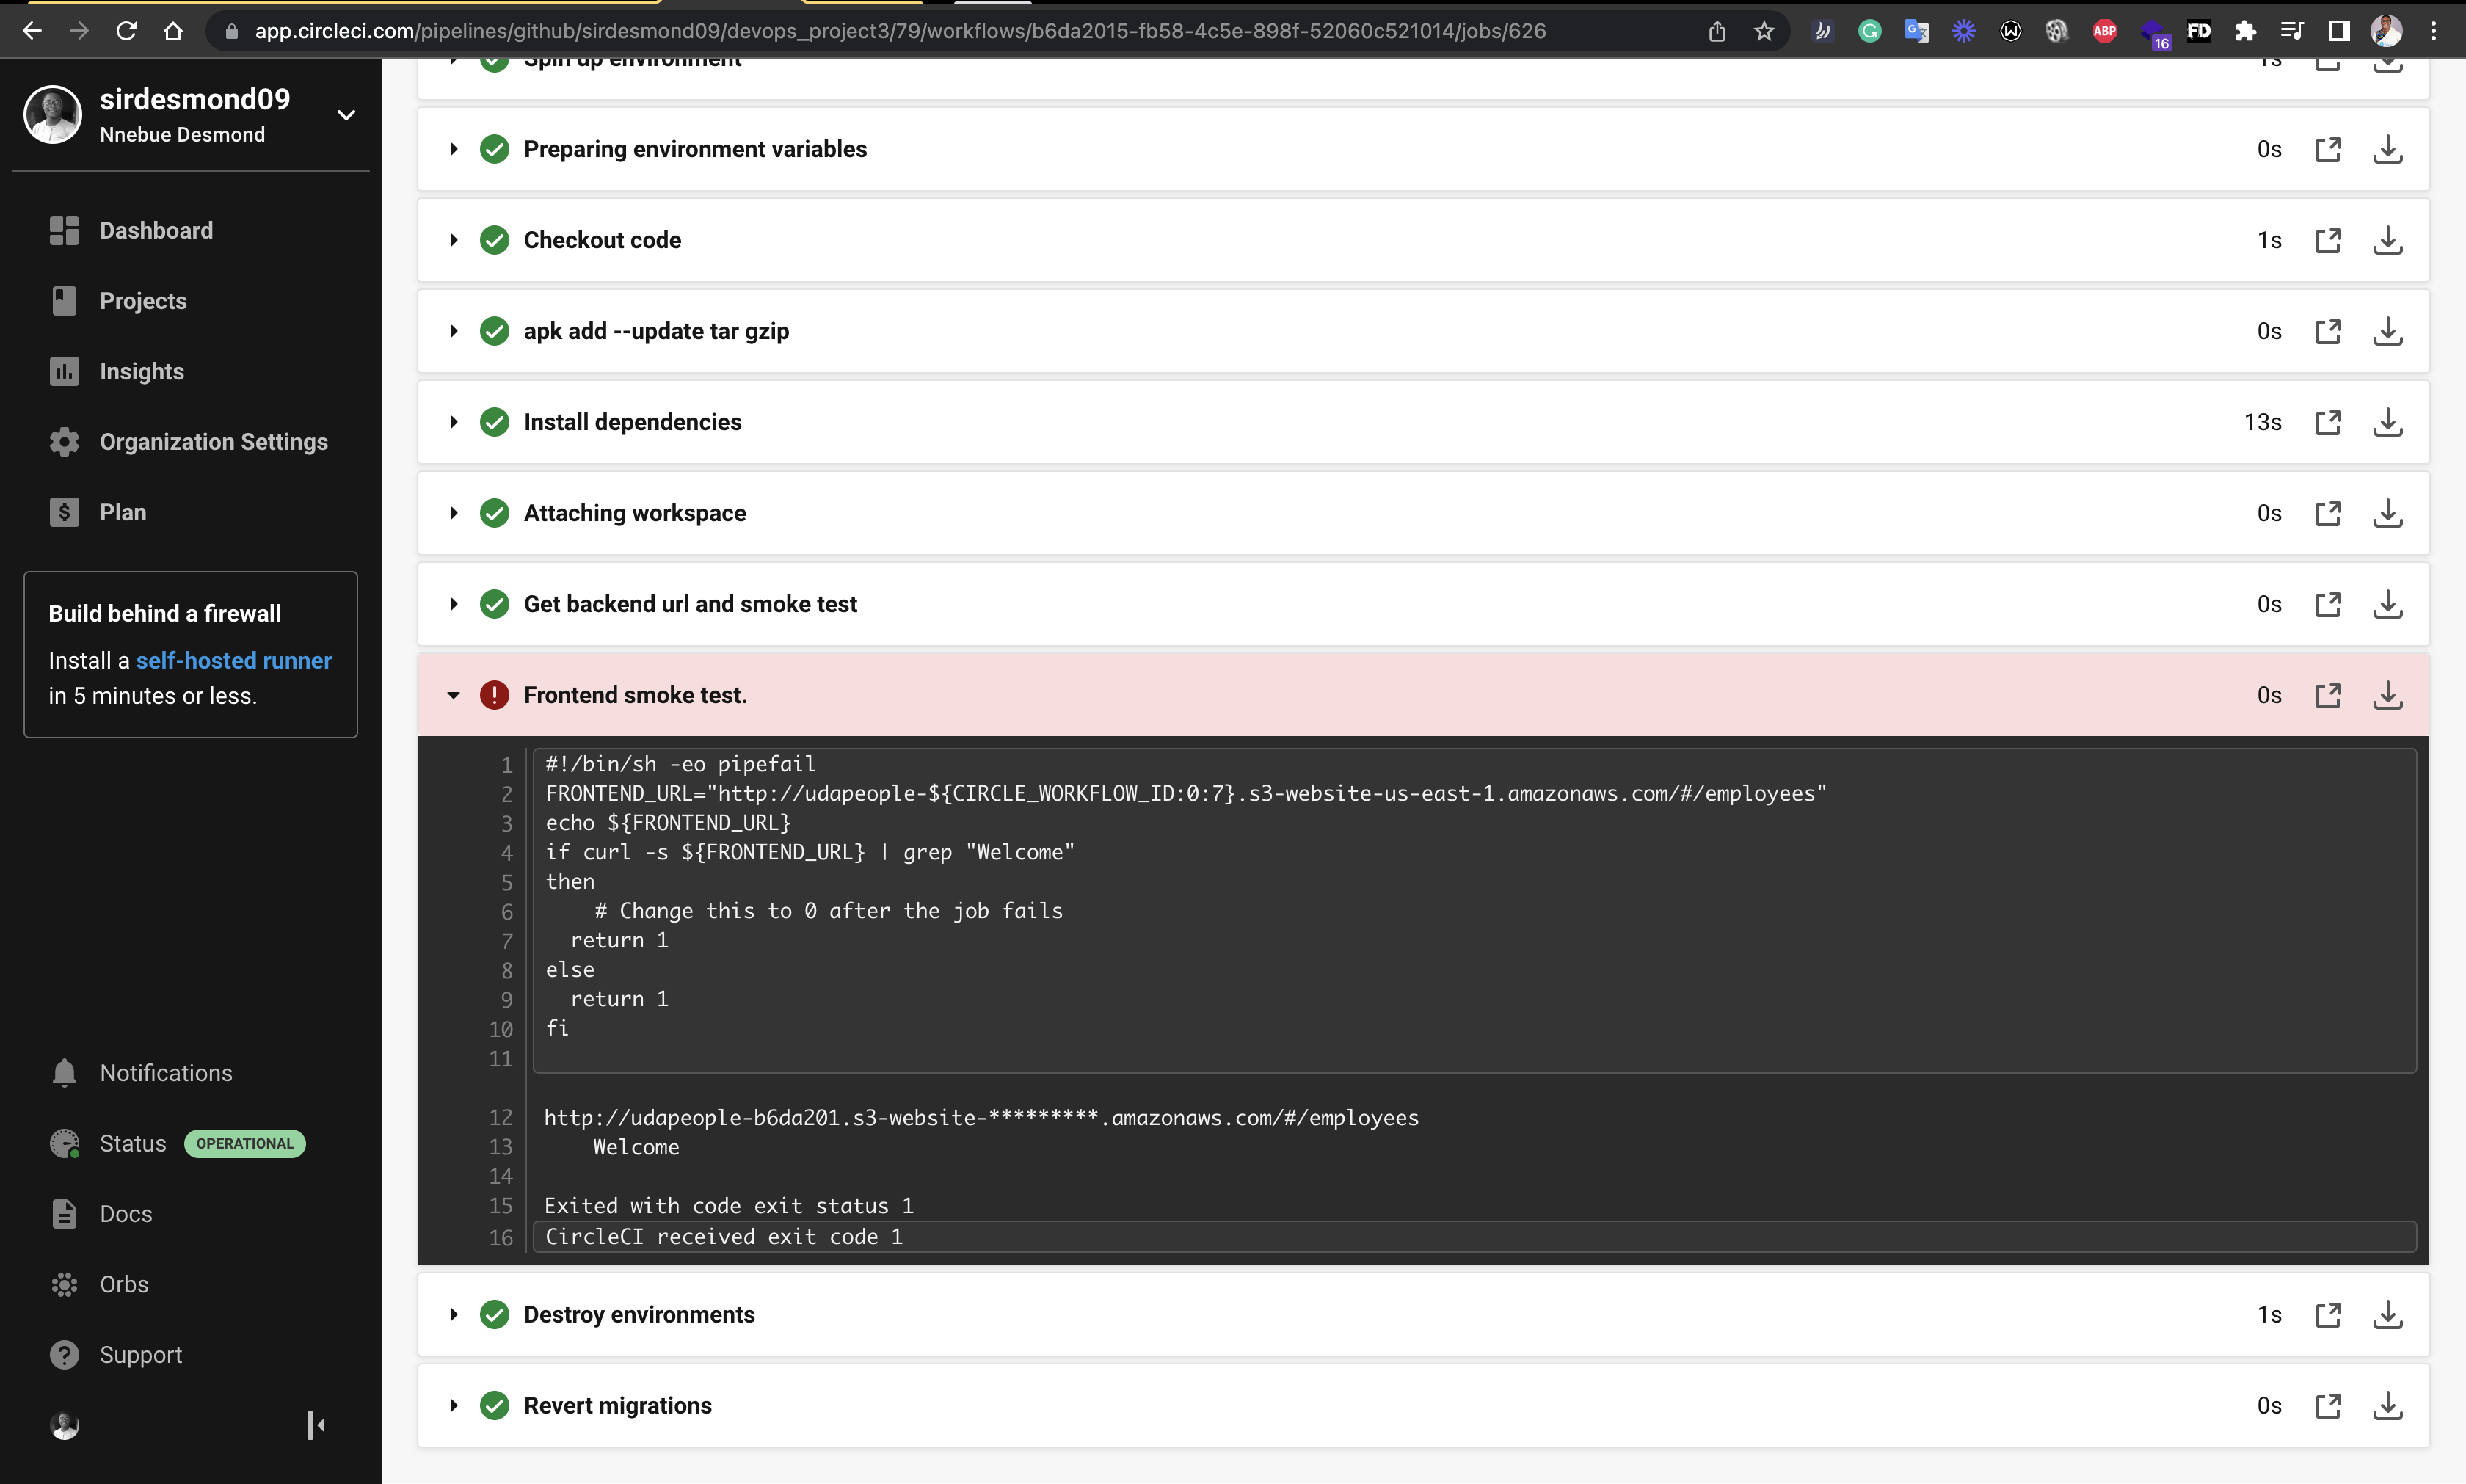 app.circleci.com/pipelines/github/sirdesmond09/devops_project3/79/workflows/b6da2015-fb58-4c5e-898f-52060c521014/jobs/626
ABP
16
FD
sirdesmond09
Nnebue Desmond
Dashboard
Projects
Insights
Organization Settings
Plan
Build behind a firewall
Install a self-hosted runner
in 5 minutes or less.
Notifications
Status OPERATIONAL
Docs
Orbs
Support
Spin up environment 1s
Preparing environment variables 0s
Checkout code 1s
apk add --update tar gzip 0s
Install dependencies 13s
Attaching workspace 0s
Get backend url and smoke test 0s
Frontend smoke test. 0s
1 #!/bin/sh -eo pipefail
2 FRONTEND_URL="http://udapeople-${CIRCLE_WORKFLOW_ID:0:7}.s3-website-us-east-1.amazonaws.com/#/employees"
3 echo ${FRONTEND_URL}
4 if curl -s ${FRONTEND_URL} | grep "Welcome"
5 then
6     # Change this to 0 after the job fails
7   return 1
8 else
9   return 1
10 fi
11
12 http://udapeople-b6da201.s3-website-*********.amazonaws.com/#/employees
13     Welcome
14
15 Exited with code exit status 1
16 CircleCI received exit code 1
Destroy environments 1s
Revert migrations 0s